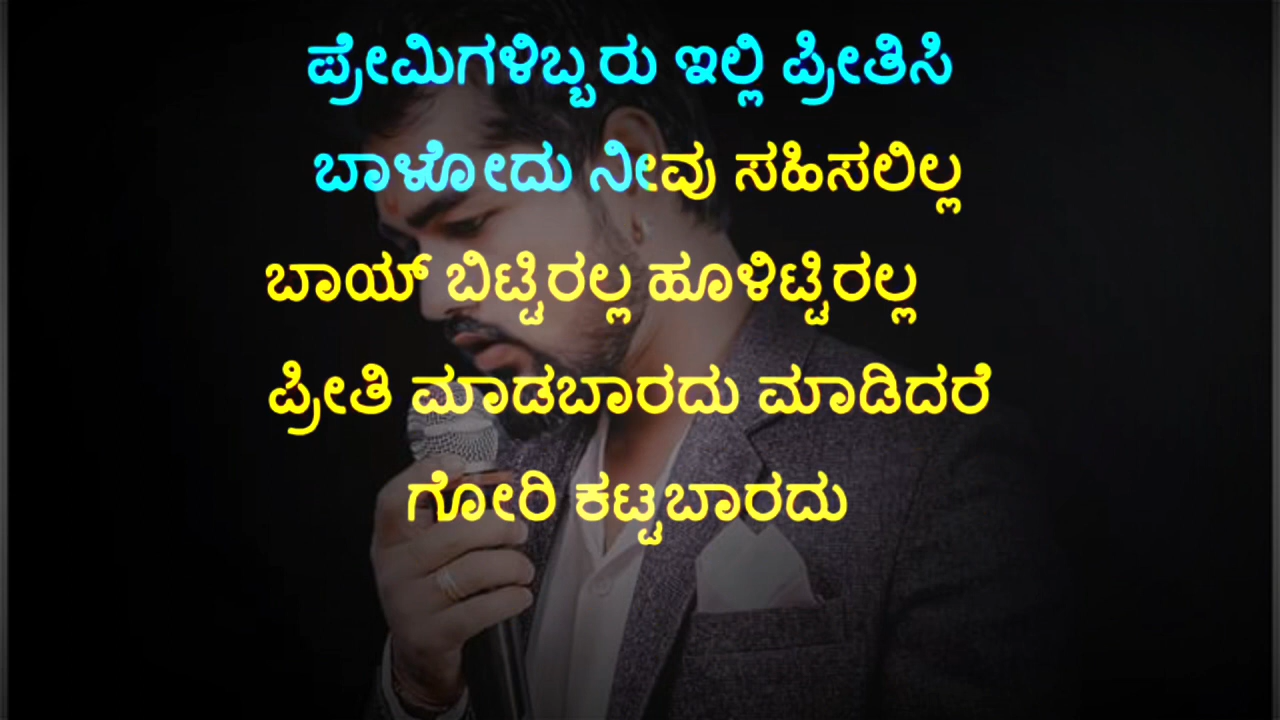 ಪ್ರೇಮಿಗಳಿಬ್ಬರು ಇಲ್ಲಿ ಪ್ರೀತಿಸಿ
ಬಾಳೋದು ನೀವು ಸಹಿಸಲಿಲ್ಲ
ಬಾಯ್ ಬಿಟ್ಟಿರಲ್ಲ ಹೂಳಿಟ್ಟಿರಲ್ಲ
ಪ್ರೀತಿ ಮಾಡಬಾರದು ಮಾಡಿದರೆ
ಗೋರಿ ಕಟ್ಟಬಾರದು